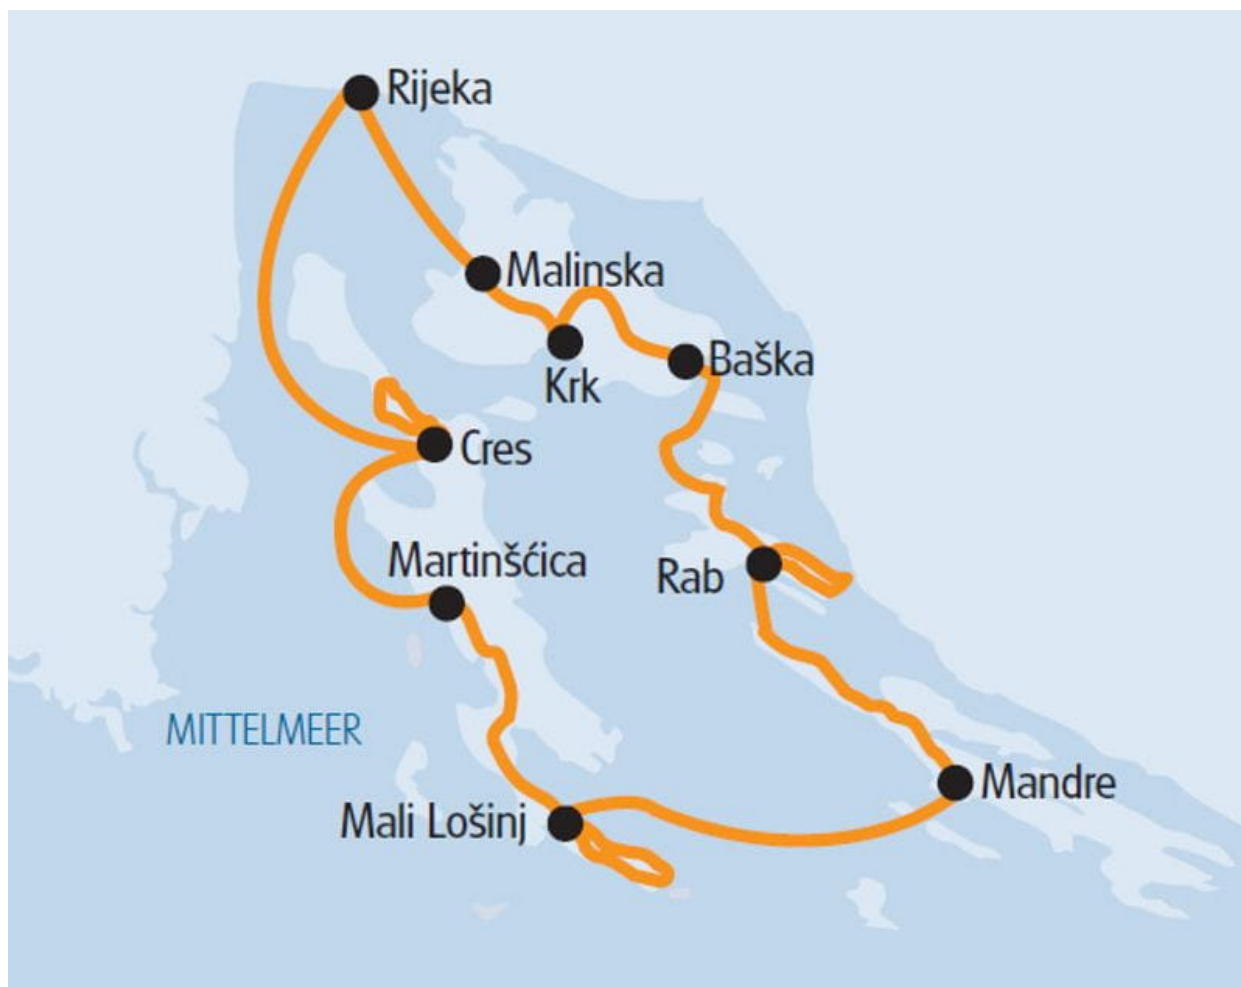 Rijeka
Malinska
Baška
Krk
Cres
Martinšćica
Rab
MITTELMEER
Mandre
Mali Lošinj